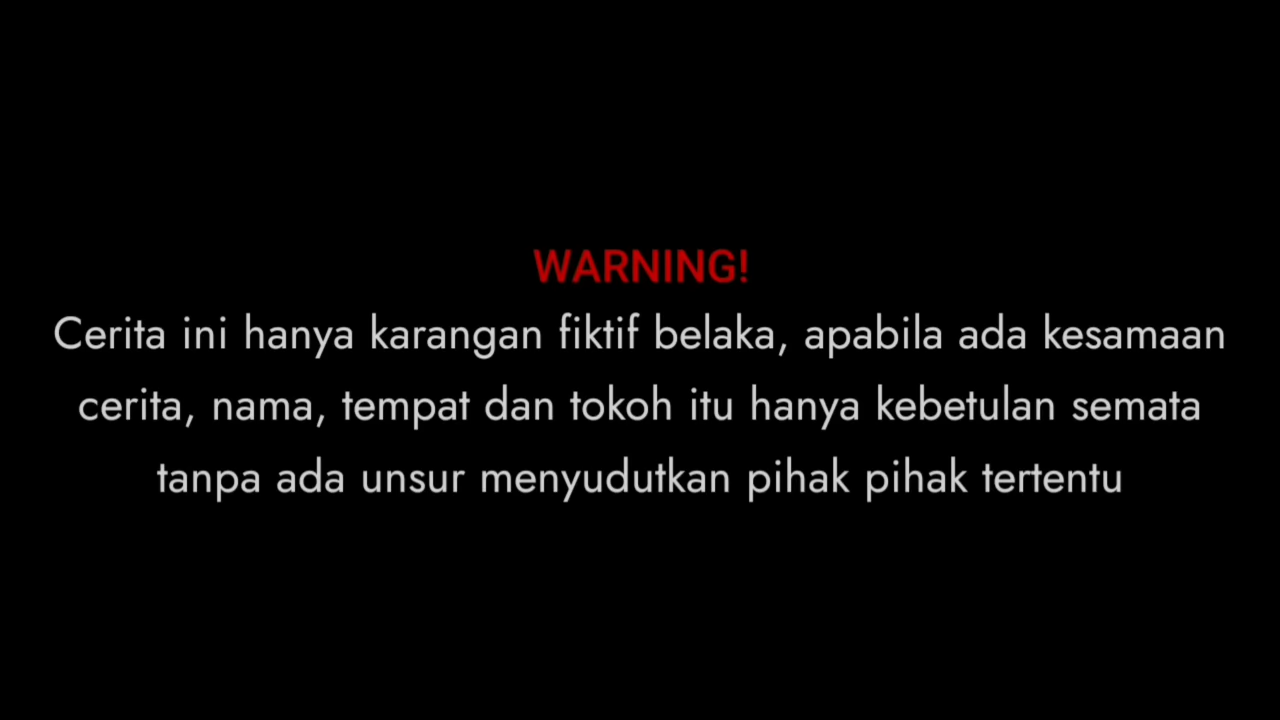 WARNING!
Cerita ini hanya karangan fiktif belaka, apabila ada kesamaan
cerita, nama, tempat dan tokoh itu hanya kebetulan semata
tanpa ada unsur menyudutkan pihak pihak tertentu